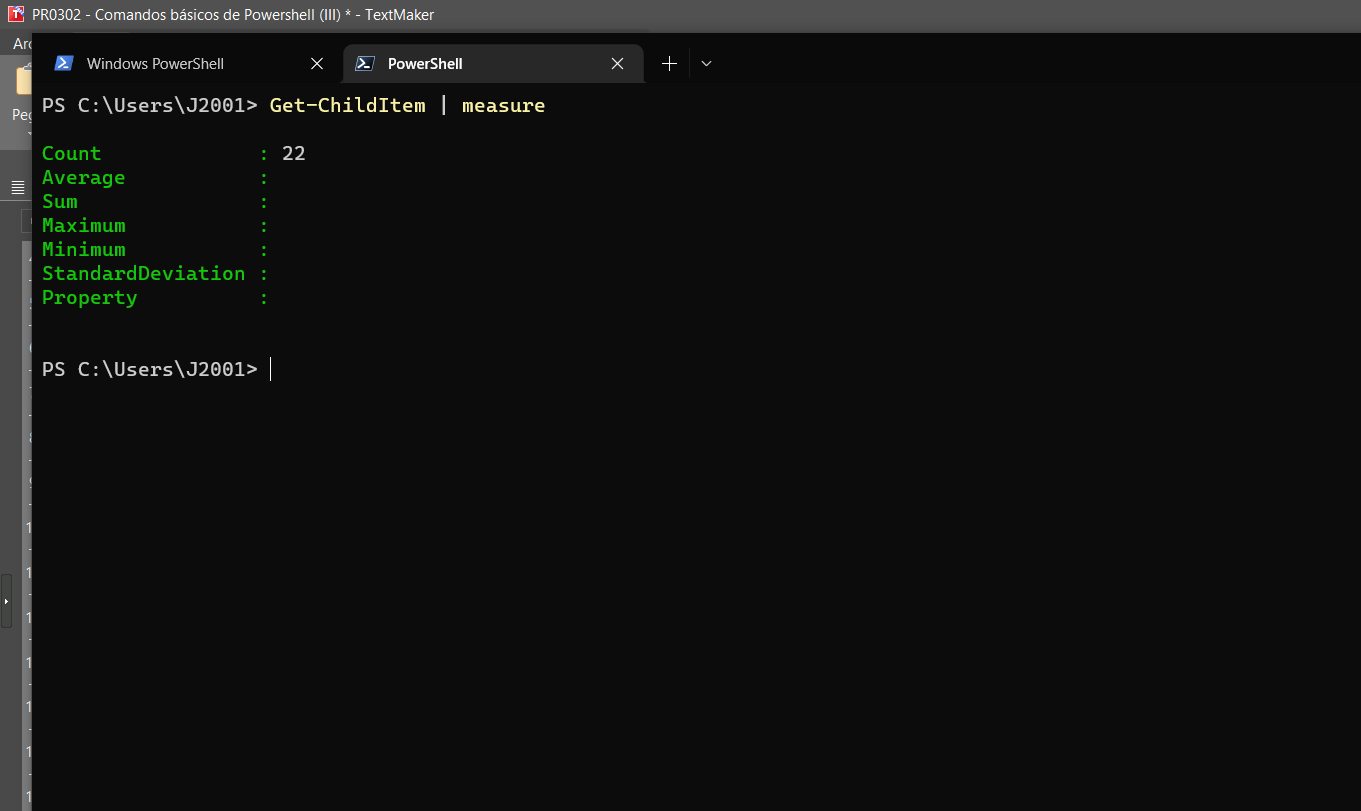 PR0302 - Comandos básicos de Powershell (III) * - TextMaker
Windows PowerShell
PowerShell
PS C:\Users\J2001> Get-ChildItem | measure
Count : 22
Average :
Sum :
Maximum :
Minimum :
StandardDeviation :
Property :
PS C:\Users\J2001>